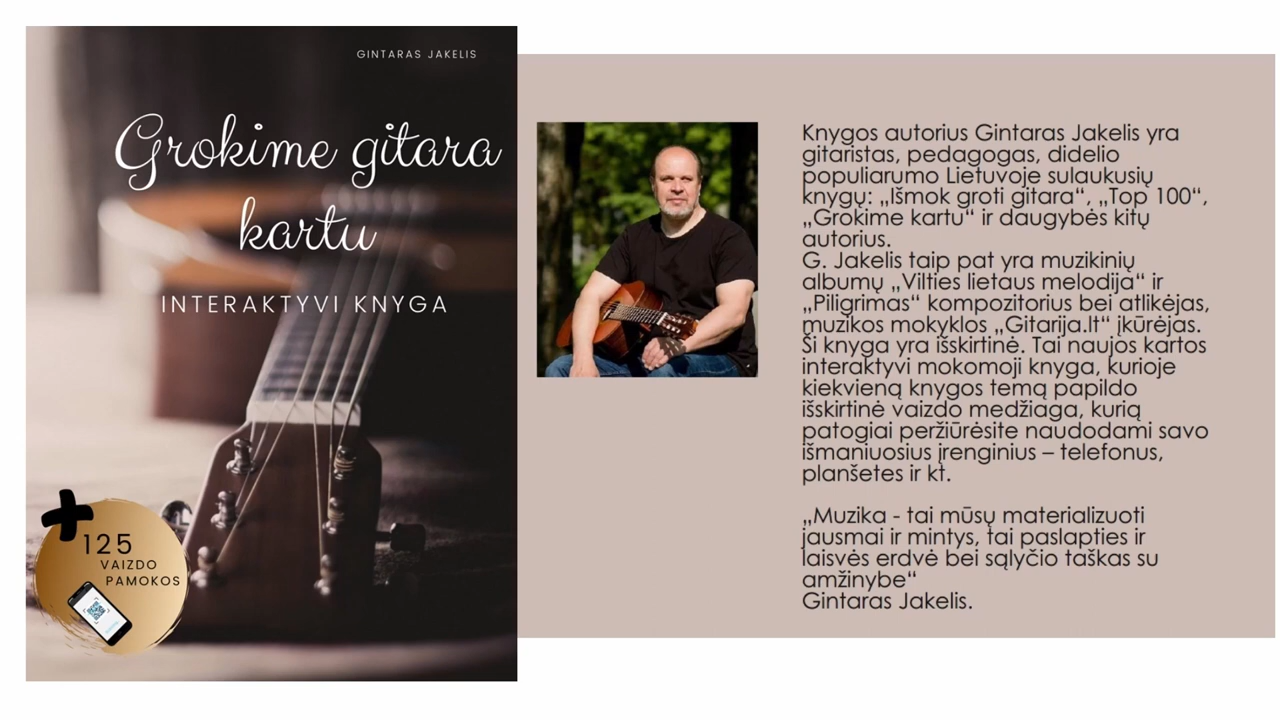 GINTARAS JAKELIS
Grokime gitara
kartu
INTERAKTYVI KNYGA
125
VAIZDO
PAMOKOS
Knygos autorius Gintaras Jakelis yra
gitaristas, pedagogas, didelio
populiarumo Lietuvoje sulaukusių
knygų: „Išmok groti gitara“, „Top 100“,
„Grokime kartu“ ir daugybės kitų
autorius.
G. Jakelis taip pat yra muzikinių
albumų „Vilties lietaus melodija“ ir
„Piligrimas“ kompozitorius bei atlikėjas,
muzikos mokyklos „Gitarija.lt“ įkūrėjas.
Ši knyga yra išskirtinė. Tai naujos kartos
interaktyvi mokomoji knyga, kurioje
kiekvieną knygos temą papildo
išskirtinė vaizdo medžiaga, kurią
patogiai peržiūrėsite naudodami savo
išmaniuosius įrenginius – telefonus,
planšetes ir kt.
„Muzika - tai mūsų materializuoti
jausmai ir mintys, tai paslapties ir
laisvės erdvė bei sąlyčio taškas su
amžinybe“
Gintaras Jakelis.